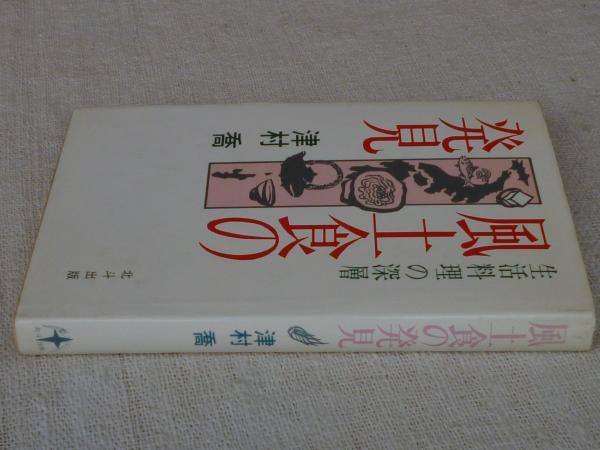 生活料理の深層
風土食の
発見
津村 喬
北斗出版
風土食の発見
津村 喬